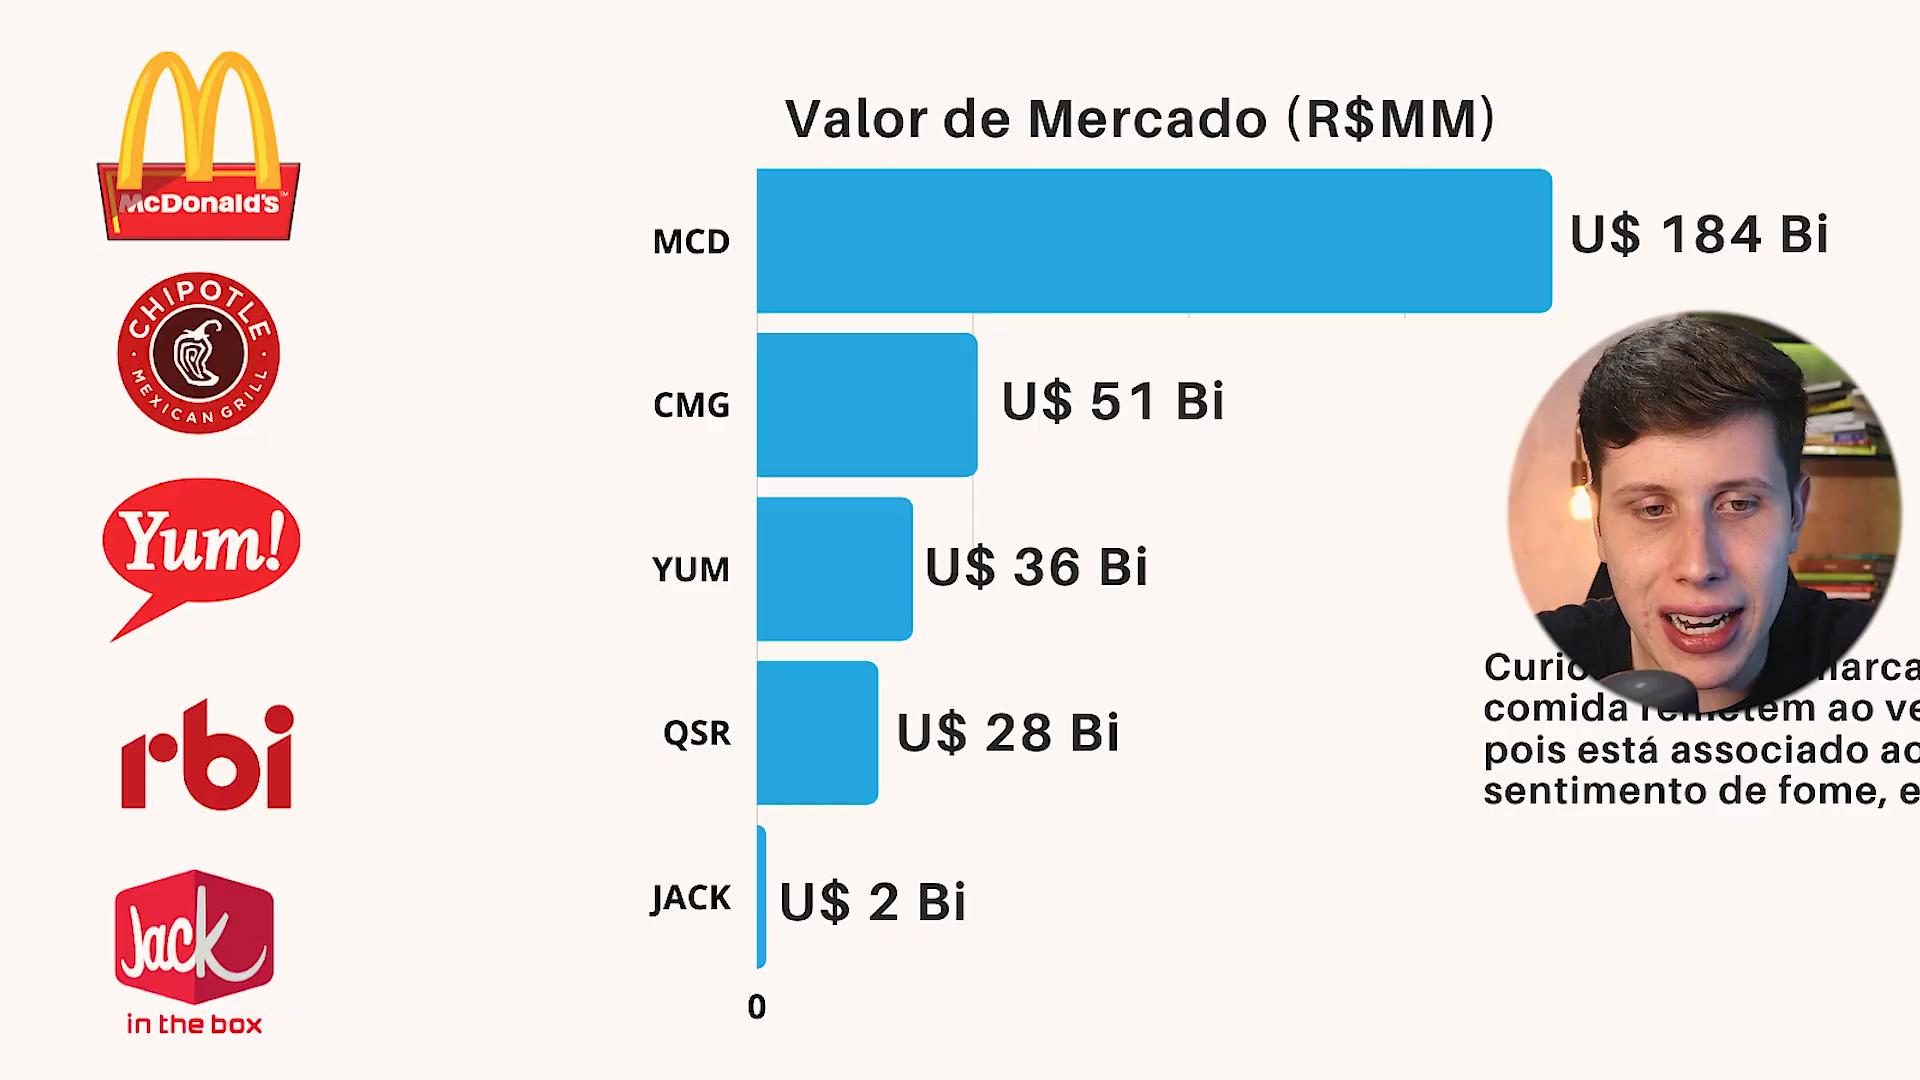 McDonald's™
CHIPOTLE
MEXICAN GRILL
Yum!
rbi
Jack
in the box
Valor de Mercado (R$MM)
MCD U$ 184 Bi
CMG U$ 51 Bi
YUM U$ 36 Bi
QSR U$ 28 Bi
JACK U$ 2 Bi
0
comida ao
pois está associado
sentimento de fome,